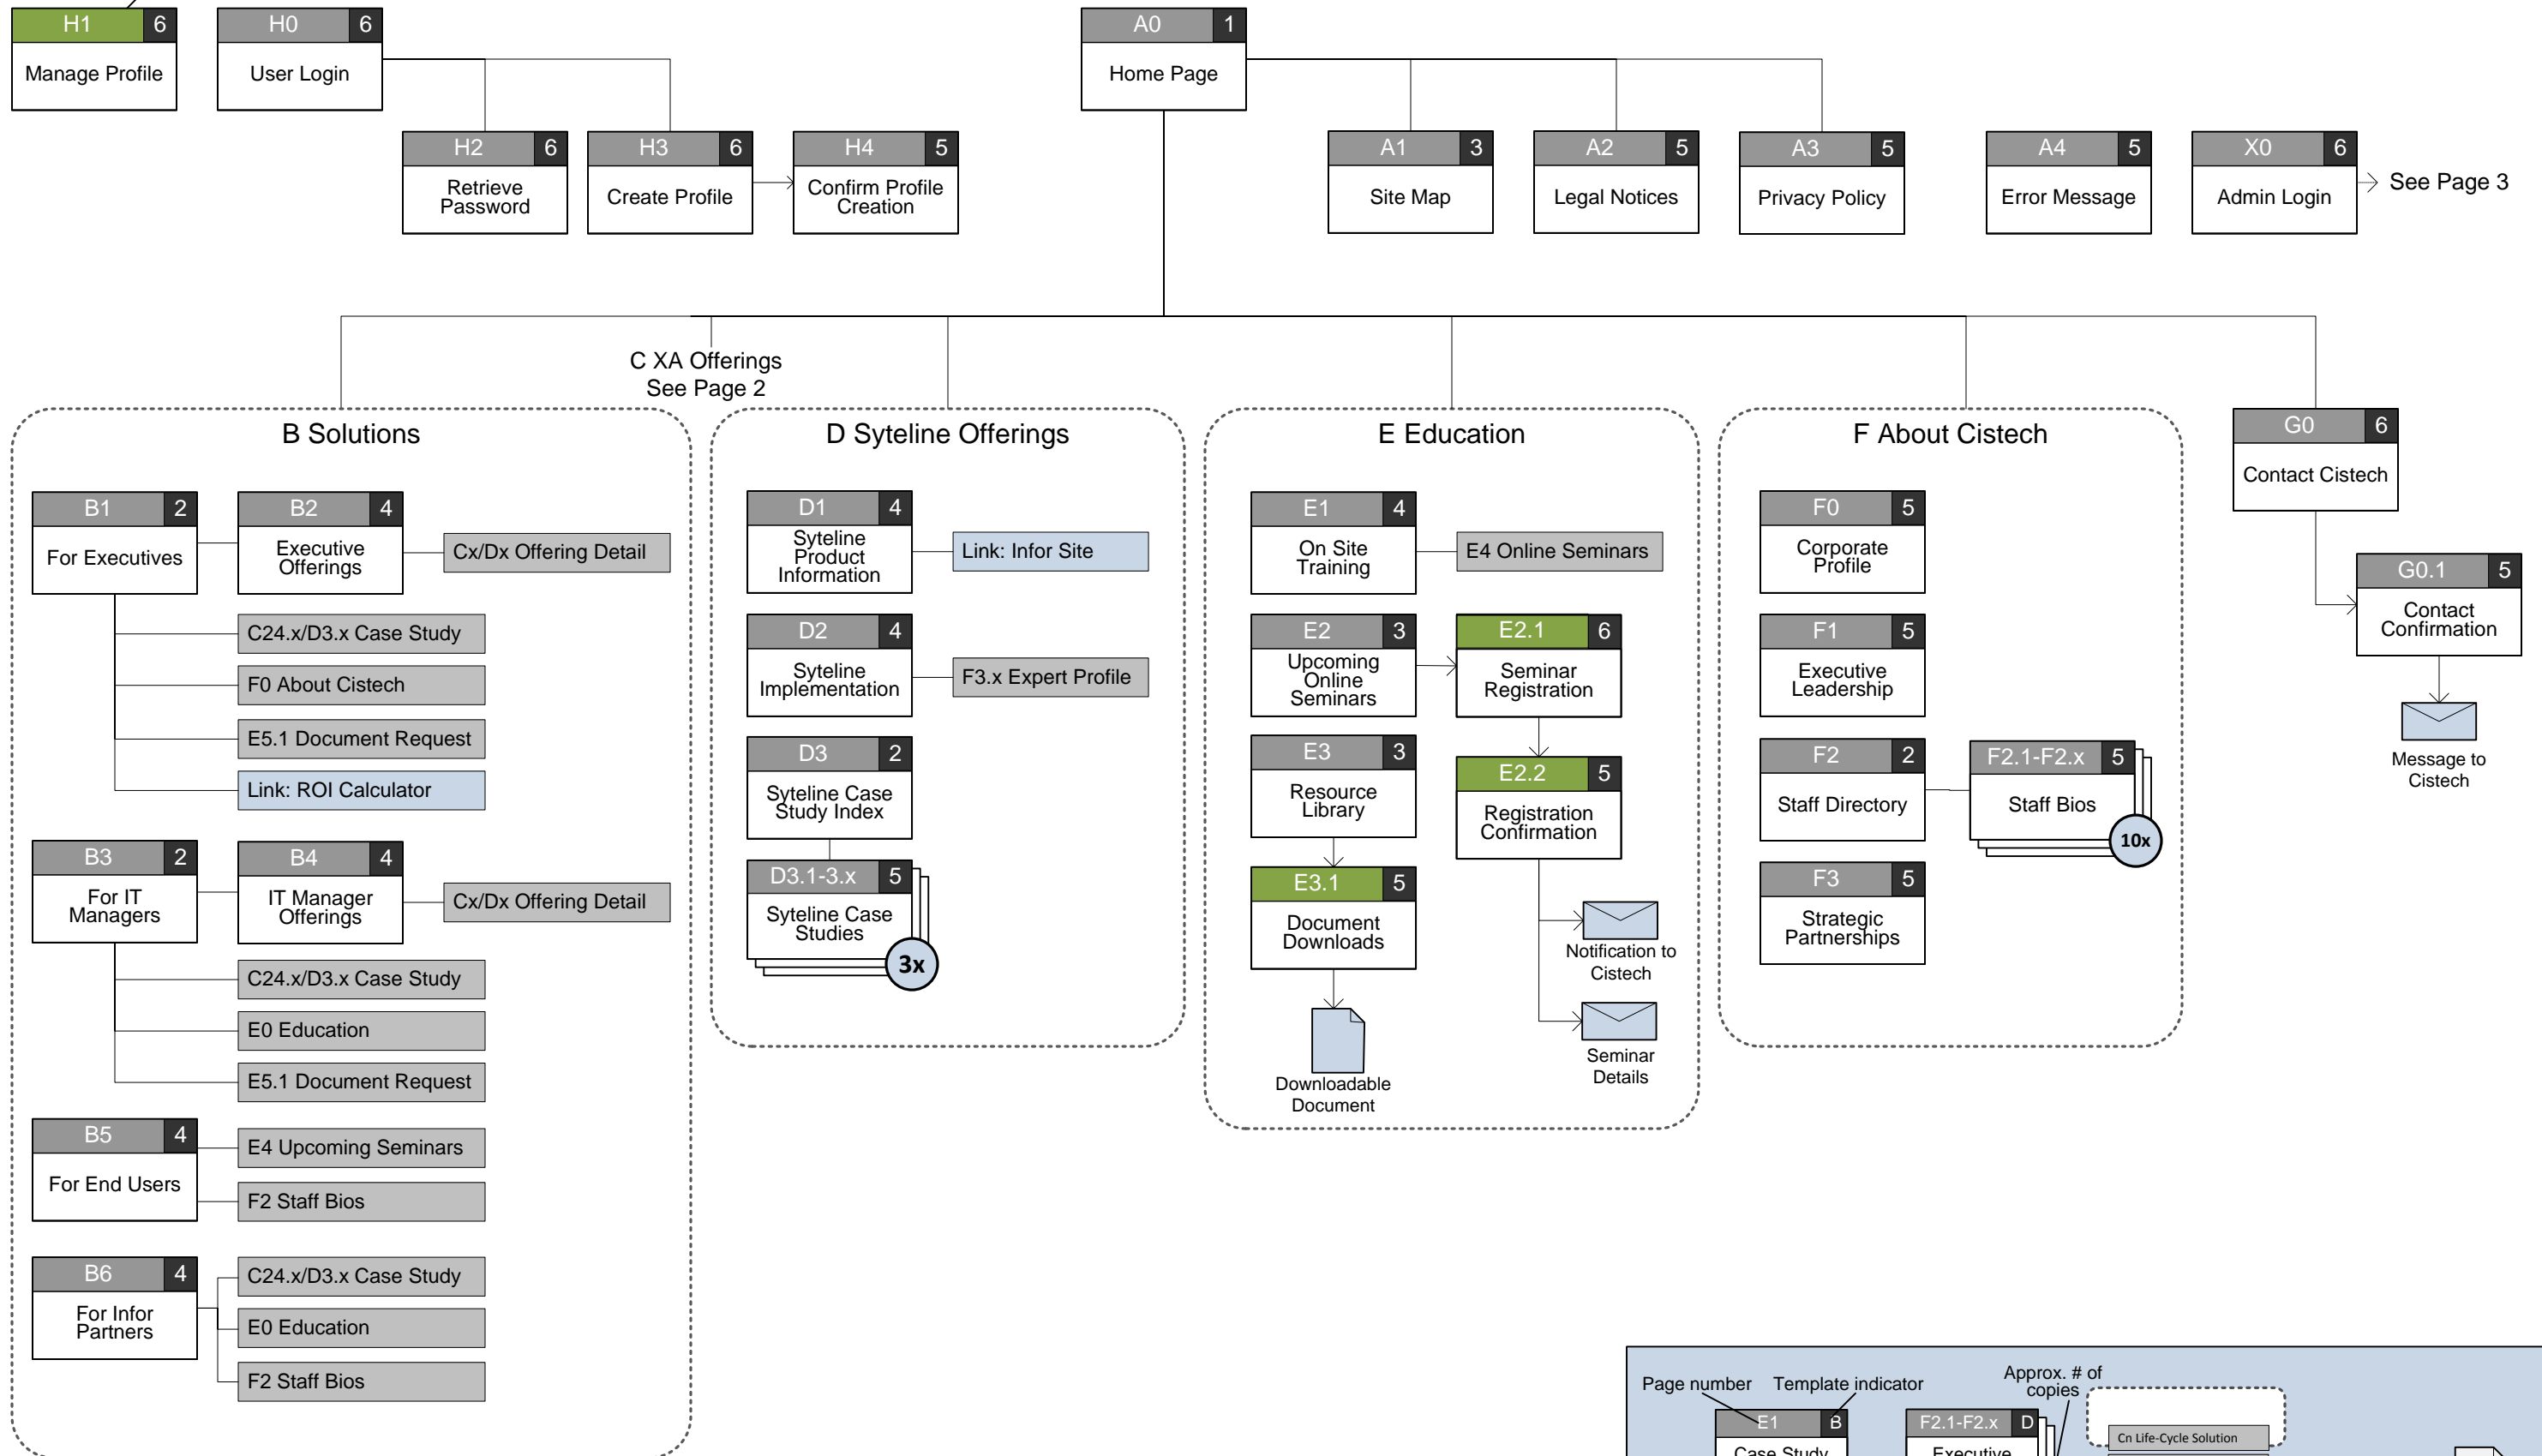 H1 6
Manage Profile
H0 6
User Login
A0 1
Home Page
H2 6
Retrieve
Password
H3 6
Create Profile
H4 5
Confirm Profile
Creation
A1 3
Site Map
A2 5
Legal Notices
A3 5
Privacy Policy
A4 5
Error Message
X0 6
Admin Login
See Page 3
C XA Offerings
See Page 2
B Solutions
B1 2
For Executives
B2 4
Executive
Offerings
Cx/Dx Offering Detail
C24.x/D3.x Case Study
F0 About Cistech
E5.1 Document Request
Link: ROI Calculator
B3 2
For IT
Managers
B4 4
IT Manager
Offerings
Cx/Dx Offering Detail
C24.x/D3.x Case Study
E0 Education
E5.1 Document Request
B5 4
For End Users
E4 Upcoming Seminars
F2 Staff Bios
B6 4
For Infor
Partners
C24.x/D3.x Case Study
E0 Education
F2 Staff Bios
D Syteline Offerings
D1 4
Syteline
Product
Information
Link: Infor Site
D2 4
Syteline
Implementation
F3.x Expert Profile
D3 2
Syteline Case
Study Index
D3.1-3.x 5
Syteline Case
Studies
3x
E Education
E1 4
On Site
Training
E4 Online Seminars
E2 3
Upcoming
Online
Seminars
E2.1 6
Seminar
Registration
E3 3
Resource
Library
E2.2 5
Registration
Confirmation
E3.1 5
Document
Downloads
Notification to
Cistech
Seminar
Details
Downloadable
Document
F About Cistech
F0 5
Corporate
Profile
F1 5
Executive
Leadership
F2 2
Staff Directory
F2.1-F2.x 5
Staff Bios
10x
F3 5
Strategic
Partnerships
G0 6
Contact Cistech
G0.1 5
Contact
Confirmation
Message to
Cistech
Page number
Template indicator
Approx. # of
copies
E1 B
Case Study
F2.1-F2.x D
Executive
Cn Life-Cycle Solution